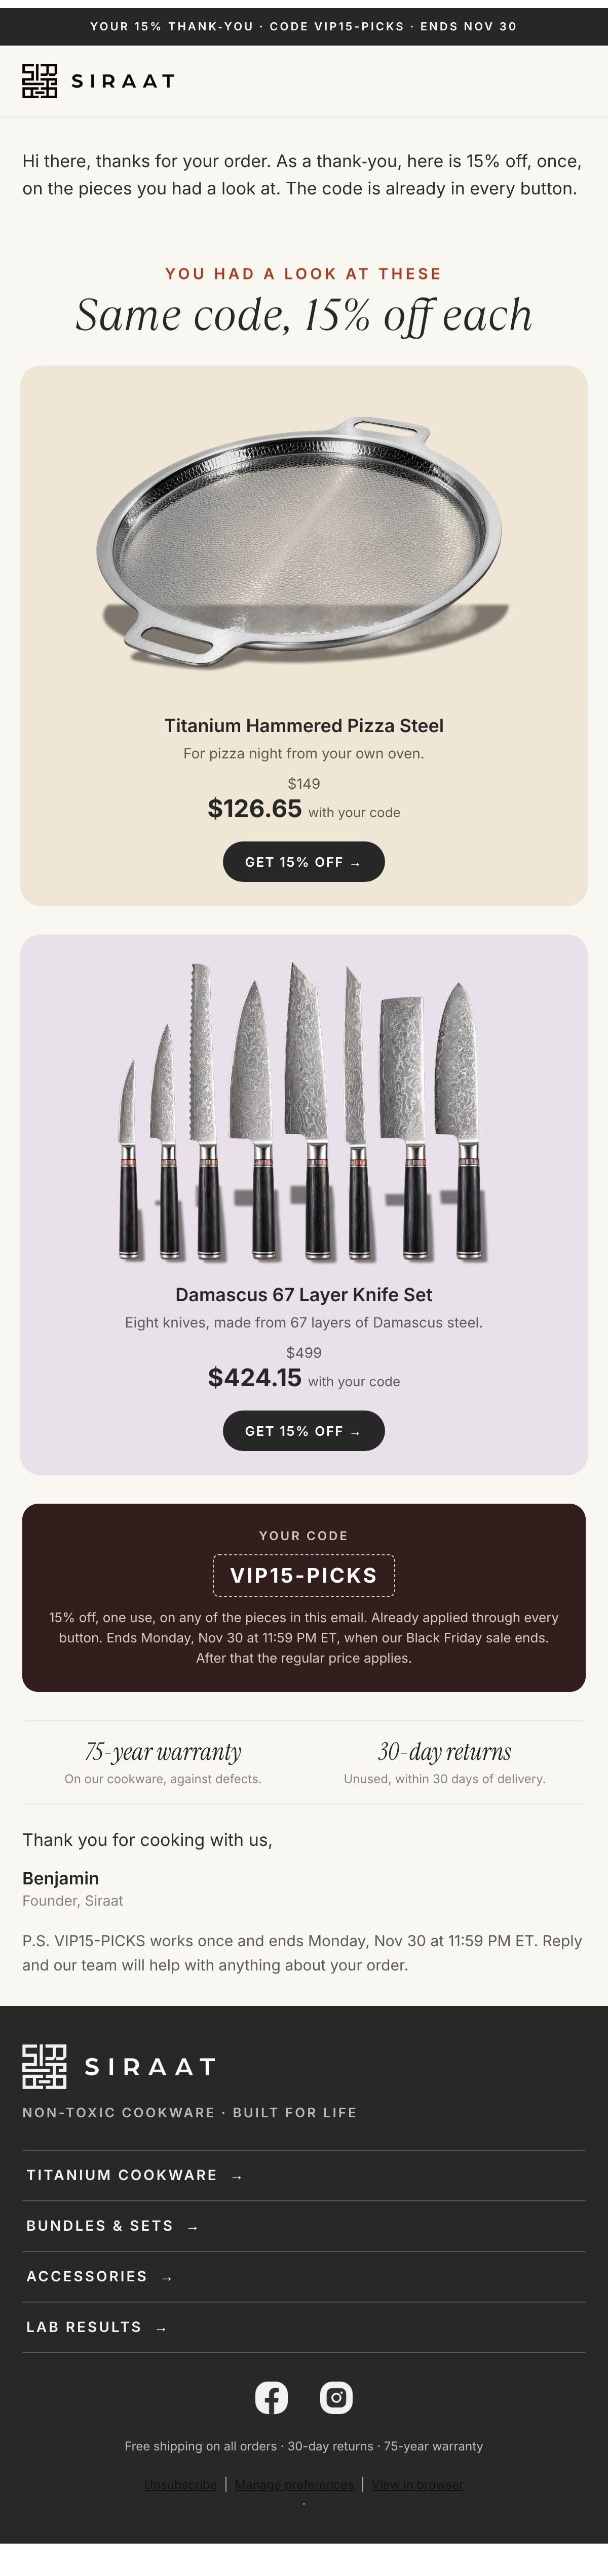 YOUR 15% THANK-YOU · CODE VIP15-PICKS · ENDS NOV 30
SIRAAT
Hi there, thanks for your order. As a thank-you, here is 15% off, once,
on the pieces you had a look at. The code is already in every button.
YOU HAD A LOOK AT THESE
Same code, 15% off each
Titanium Hammered Pizza Steel
For pizza night from your own oven.
$149
$126.65 with your code
GET 15% OFF →
Damascus 67 Layer Knife Set
Eight knives, made from 67 layers of Damascus steel.
$499
$424.15 with your code
GET 15% OFF →
YOUR CODE
VIP15-PICKS
15% off, one use, on any of the pieces in this email. Already applied through every
button. Ends Monday, Nov 30 at 11:59 PM ET, when our Black Friday sale ends.
After that the regular price applies.
75-year warranty
On our cookware, against defects.
30-day returns
Unused, within 30 days of delivery.
Thank you for cooking with us,
Benjamin
Founder, Siraat
P.S. VIP15-PICKS works once and ends Monday, Nov 30 at 11:59 PM ET. Reply
and our team will help with anything about your order.
SIRAAT
NON-TOXIC COOKWARE · BUILT FOR LIFE
TITANIUM COOKWARE →
BUNDLES & SETS →
ACCESSORIES →
LAB RESULTS →
Free shipping on all orders · 30-day returns · 75-year warranty
Unsubscribe | Manage preferences | View in browser
.